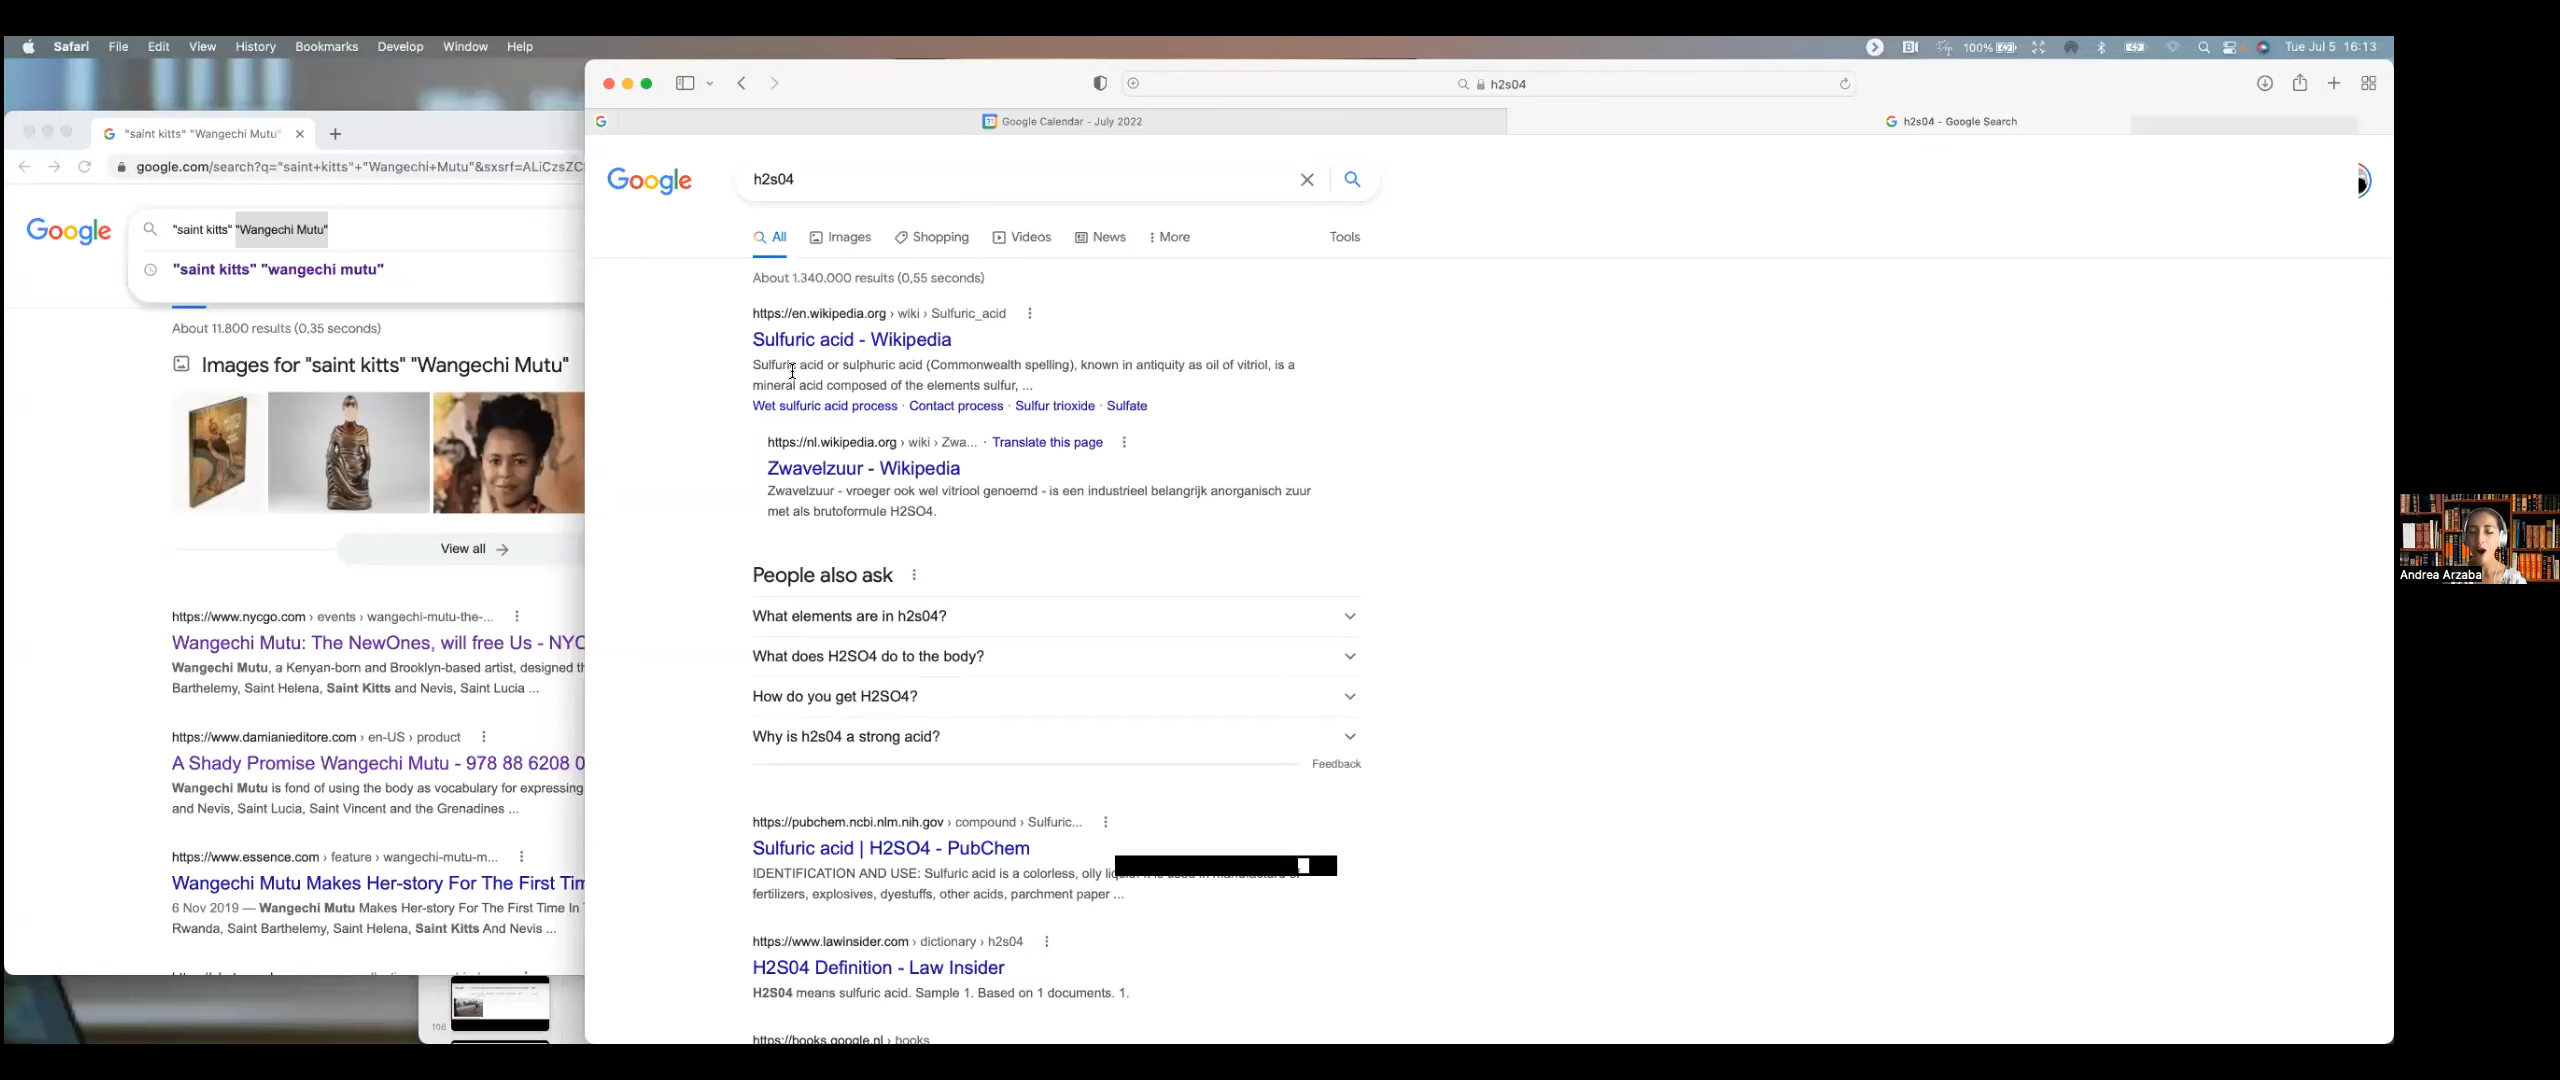 Safari File Edit View History Bookmarks Develop Window Help
100% Tue Jul 5 16:13
"saint kitts" "Wangechi Mutu"
google.com/search?q="saint+kitts"+"Wangechi+Mutu"&sxsrf=ALiCzsZC
Google
"saint kitts" "Wangechi Mutu"
"saint kitts" "wangechi mutu"
About 11.800 results (0,35 seconds)
Images for "saint kitts" "Wangechi Mutu"
View all
https://www.nycgo.com › events › wangechi-mutu-the-...
Wangechi Mutu: The NewOnes, will free Us - NYC
Wangechi Mutu, a Kenyan-born and Brooklyn-based artist, designed th
Barthelemy, Saint Helena, Saint Kitts and Nevis, Saint Lucia ...
https://www.damianieditore.com › en-US › product
A Shady Promise Wangechi Mutu - 978 88 6208 0
Wangechi Mutu is fond of using the body as vocabulary for expressing
and Nevis, Saint Lucia, Saint Vincent and the Grenadines ...
https://www.essence.com › feature › wangechi-mutu-m...
Wangechi Mutu Makes Her-story For The First Tim
6 Nov 2019 — Wangechi Mutu Makes Her-story For The First Time In
Rwanda, Saint Barthelemy, Saint Helena, Saint Kitts And Nevis ...
108
h2s04
Google Calendar - July 2022
h2s04 - Google Search
Google
h2s04
All Images Shopping Videos News More Tools
About 1.340.000 results (0,55 seconds)
https://en.wikipedia.org › wiki › Sulfuric_acid
Sulfuric acid - Wikipedia
Sulfuric acid or sulphuric acid (Commonwealth spelling), known in antiquity as oil of vitriol, is a
mineral acid composed of the elements sulfur, ...
Wet sulfuric acid process · Contact process · Sulfur trioxide · Sulfate
https://nl.wikipedia.org › wiki › Zwa... · Translate this page
Zwavelzuur - Wikipedia
Zwavelzuur - vroeger ook wel vitriool genoemd - is een industrieel belangrijk anorganisch zuur
met als brutoformule H2SO4.
People also ask
What elements are in h2s04?
What does H2SO4 do to the body?
How do you get H2SO4?
Why is h2s04 a strong acid?
Feedback
https://pubchem.ncbi.nlm.nih.gov › compound › Sulfuric...
Sulfuric acid | H2SO4 - PubChem
IDENTIFICATION AND USE: Sulfuric acid is a colorless, oily
fertilizers, explosives, dyestuffs, other acids, parchment paper ...
https://www.lawinsider.com › dictionary › h2s04
H2S04 Definition - Law Insider
H2S04 means sulfuric acid. Sample 1. Based on 1 documents. 1.
https://books.google.nl › books
Andrea Arzaba